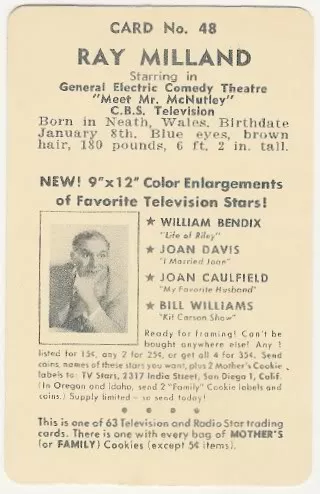 CARD No. 48
RAY MILLAND
Starring in
General Electric Comedy Theatre
"Meet Mr. McNutley"
C.B.S. Television
Born in Neath, Wales. Birthdate
January 8th. Blue eyes, brown
hair, 180 pounds, 6 ft. 2 in. tall.
NEW! 9"x12" Color Enlargements
of Favorite Television Stars!
★ WILLIAM BENDIX
"Life of Riley"
★ JOAN DAVIS
"I Married Joan"
★ JOAN CAULFIELD
"My Favorite Husband"
★ BILL WILLIAMS
"Kit Carson Show"
Ready for framing! Can't be
bought anywhere else! Any 1
listed for 15¢, any 2 for 25¢, or get all 4 for 35¢. Send
coins, names of these stars you want, plus 2 Mother's Cookie
labels to: TV Stars, 2317 India Street, San Diego 1, Calif.
(In Oregon and Idaho, send 2 "Family" Cookie labels and
coins.) Supply limited — so send today!
This is one of 63 Television and Radio Star trading
cards. There is one with every bag of MOTHER'S
(or FAMILY) Cookies (except 5¢ items).